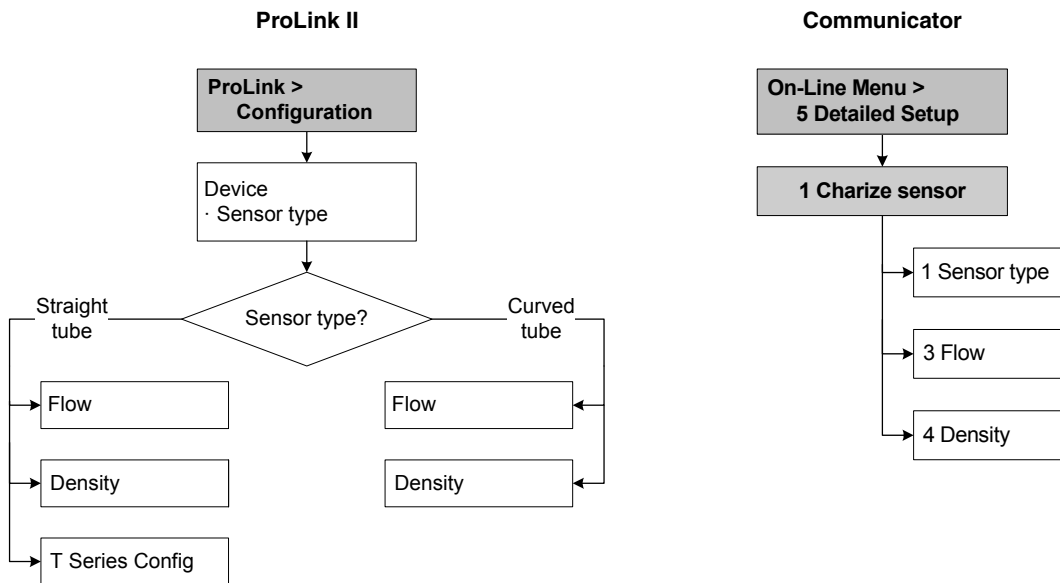 ProLink II
ProLink >
Configuration
Device
· Sensor type
Sensor type?
Straight
tube
Curved
tube
Flow
Density
T Series Config
Flow
Density
Communicator
On-Line Menu >
5 Detailed Setup
1 Charize sensor
1 Sensor type
3 Flow
4 Density